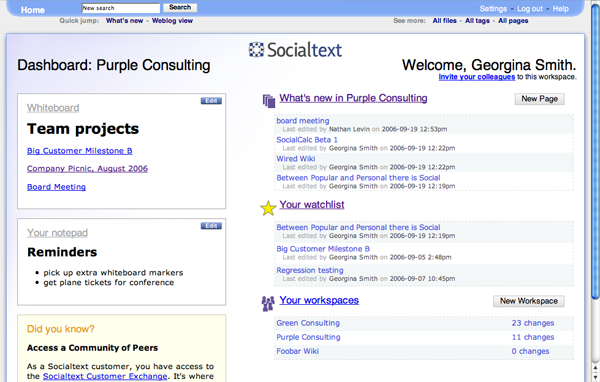 Home
New search
Search
Settings - Log out - Help
Quick jump: What's new - Weblog view
See more: All files - All tags - All pages
Socialtext
Dashboard: Purple Consulting
Welcome, Georgina Smith.
Invite your colleagues to this workspace.
Whiteboard
Edit
Team projects
Big Customer Milestone B
Company Picnic, August 2006
Board Meeting
Your notepad
Edit
Reminders
• pick up extra whiteboard markers
• get plane tickets for conference
Did you know?
Access a Community of Peers
As a Socialtext customer, you have access to
the Socialtext Customer Exchange. It's where
What's new in Purple Consulting
New Page
board meeting
Last edited by Nathan Levin on 2006-09-19 12:53pm
SocialCalc Beta 1
Last edited by Georgina Smith on 2006-09-19 12:22pm
Wired Wiki
Last edited by Georgina Smith on 2006-09-19 12:22pm
Between Popular and Personal there is Social
Last edited by Georgina Smith on 2006-09-19 12:19pm
Your watchlist
Between Popular and Personal there is Social
Last edited by Georgina Smith on 2006-09-19 12:19pm
Big Customer Milestone B
Last edited by Georgina Smith on 2006-09-05 2:48pm
Regression testing
Last edited by Georgina Smith on 2006-09-07 10:45pm
Your workspaces
New Workspace
Green Consulting 23 changes
Purple Consulting 11 changes
Foobar Wiki 0 changes